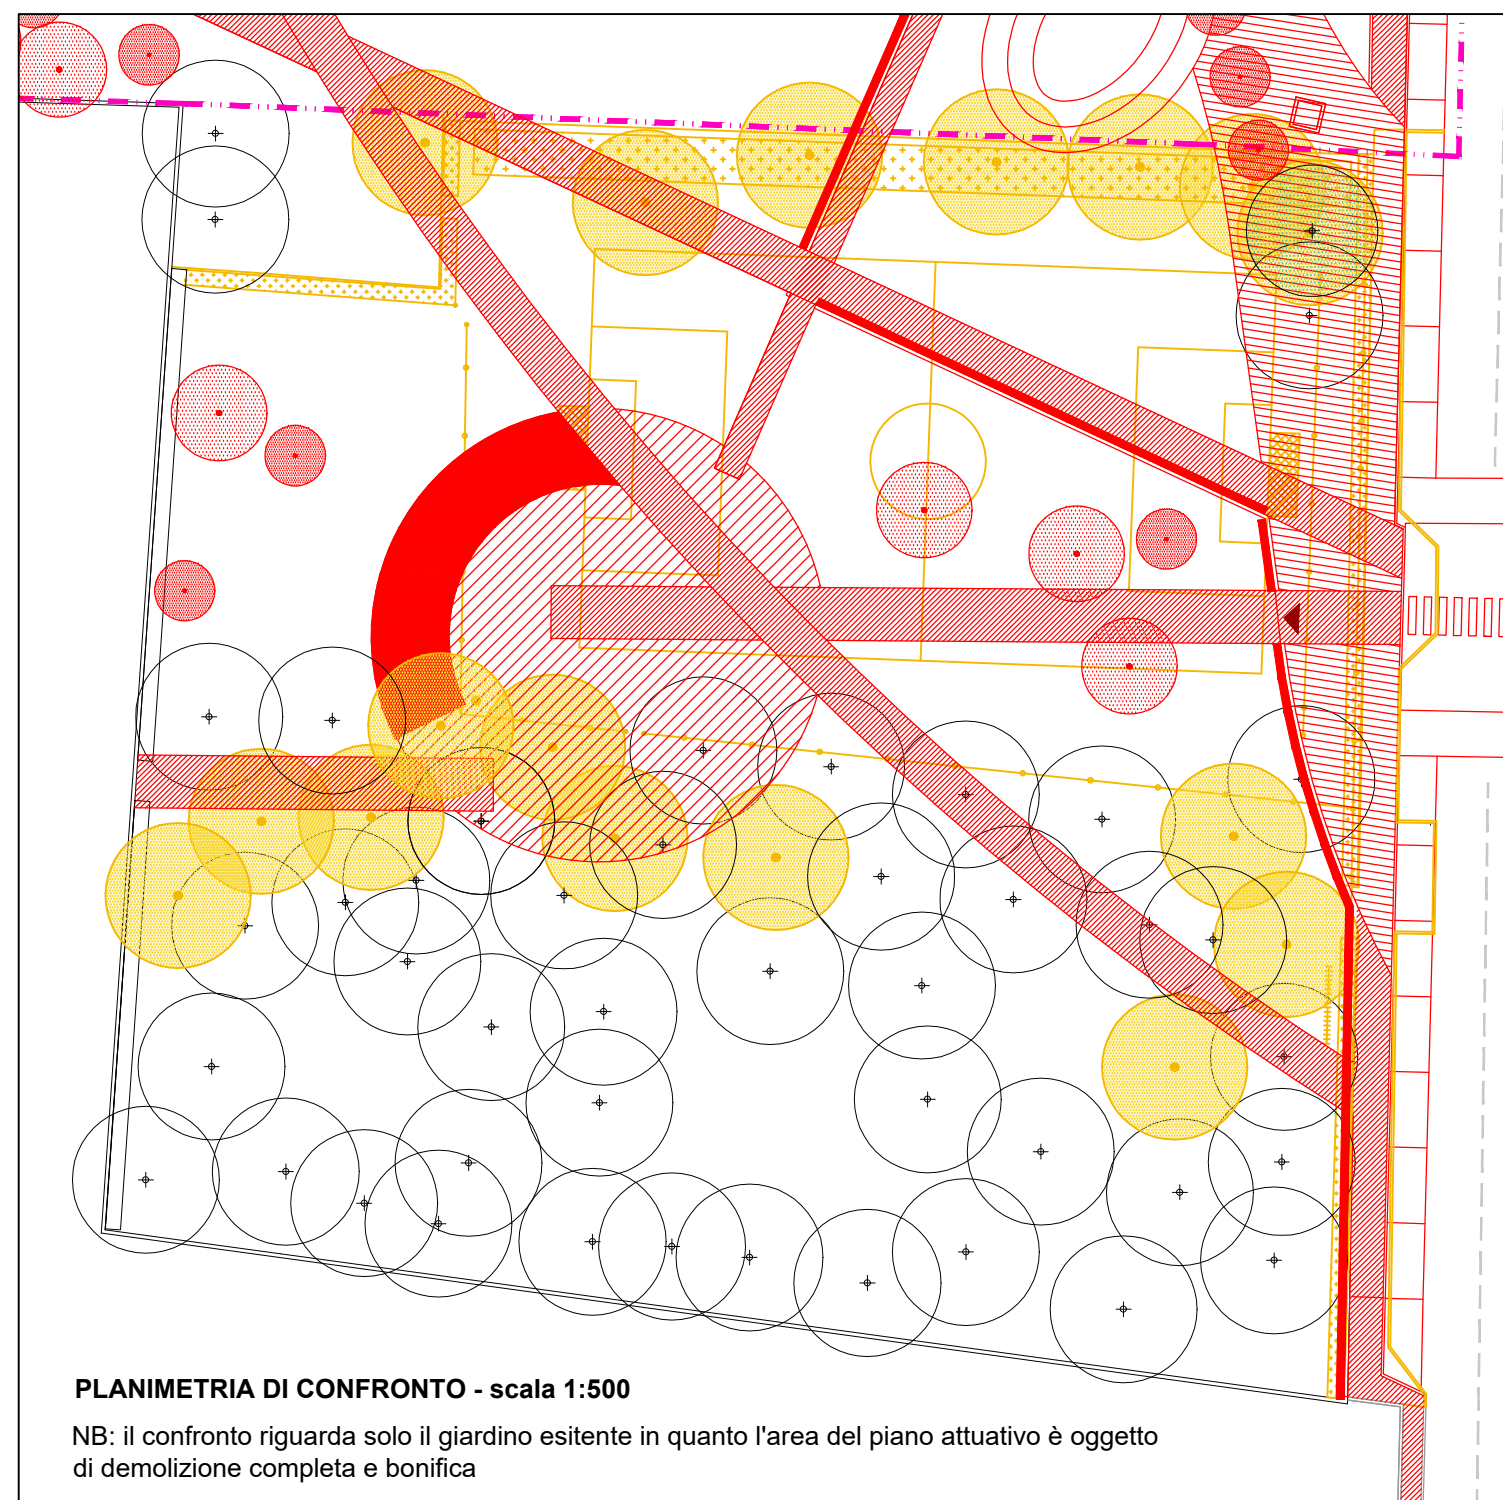 PLANIMETRIA DI CONFRONTO - scala 1:500
NB: il confronto riguarda solo il giardino esitente in quanto l'area del piano attuativo è oggetto
di demolizione completa e bonifica